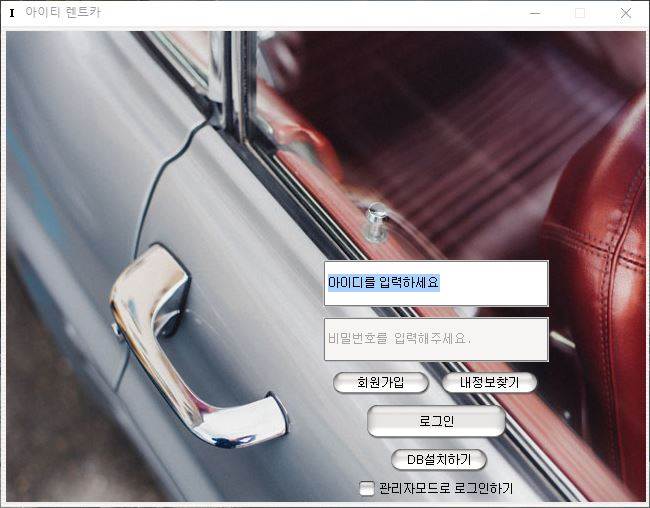 I 아이티 렌트카
아이디를 입력하세요
비밀번호를 입력해주세요.
회원가입 내정보찾기
로그인
DB설치하기
관리자모드로 로그인하기